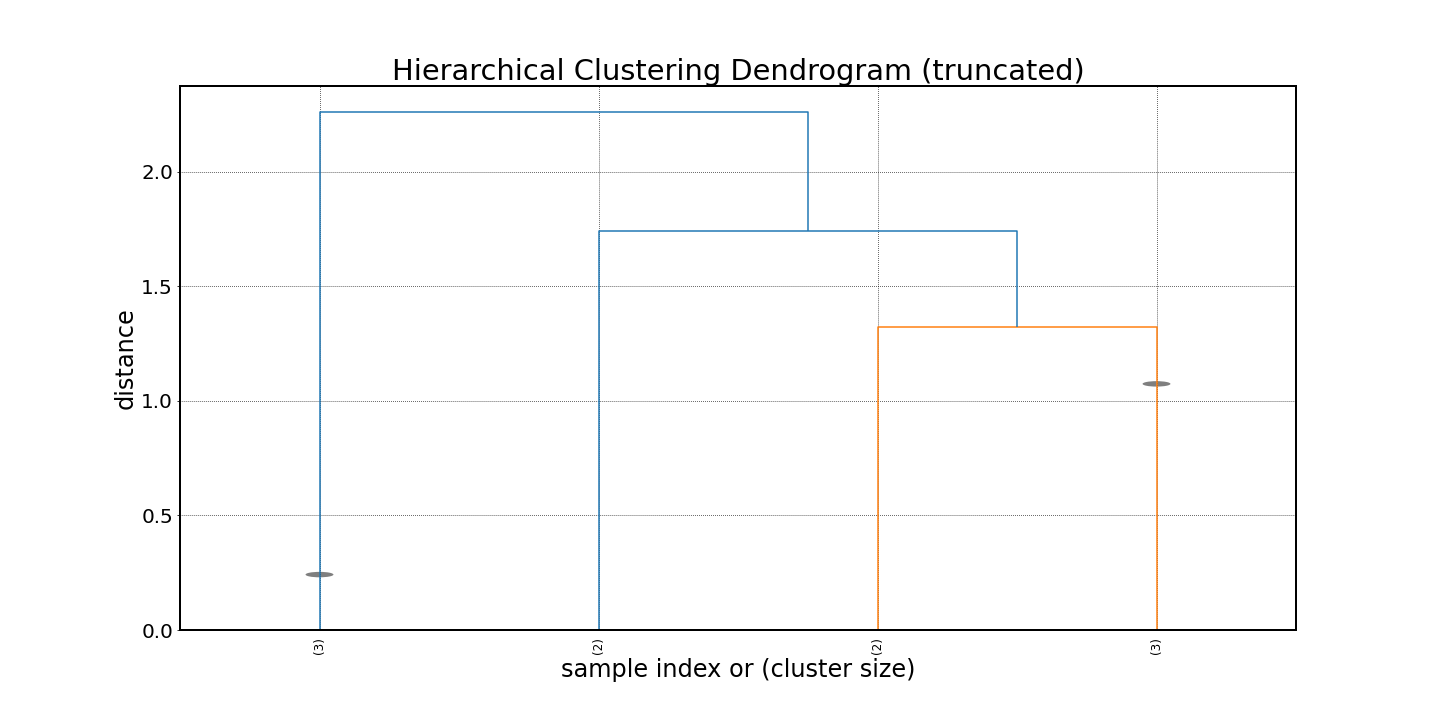 Hierarchical Clustering Dendrogram (truncated)
distance
2.0
1.5
1.0
0.5
0.0
(3) (2) (2) (3)
sample index or (cluster size)